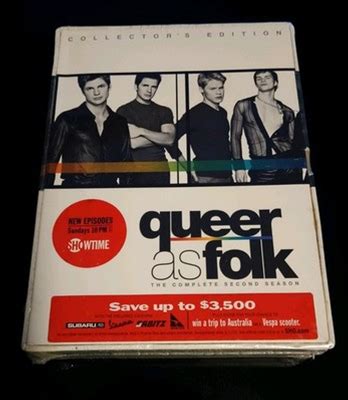 COLLECTOR'S EDITION
NEW EPISODES
Sundays 10 PM
SHOWTIME
queer
as folk
THE COMPLETE SECOND SEASON
Save up to $3,500
SUBARU
ORBITZ
win a trip to Australia
Vespa scooter.